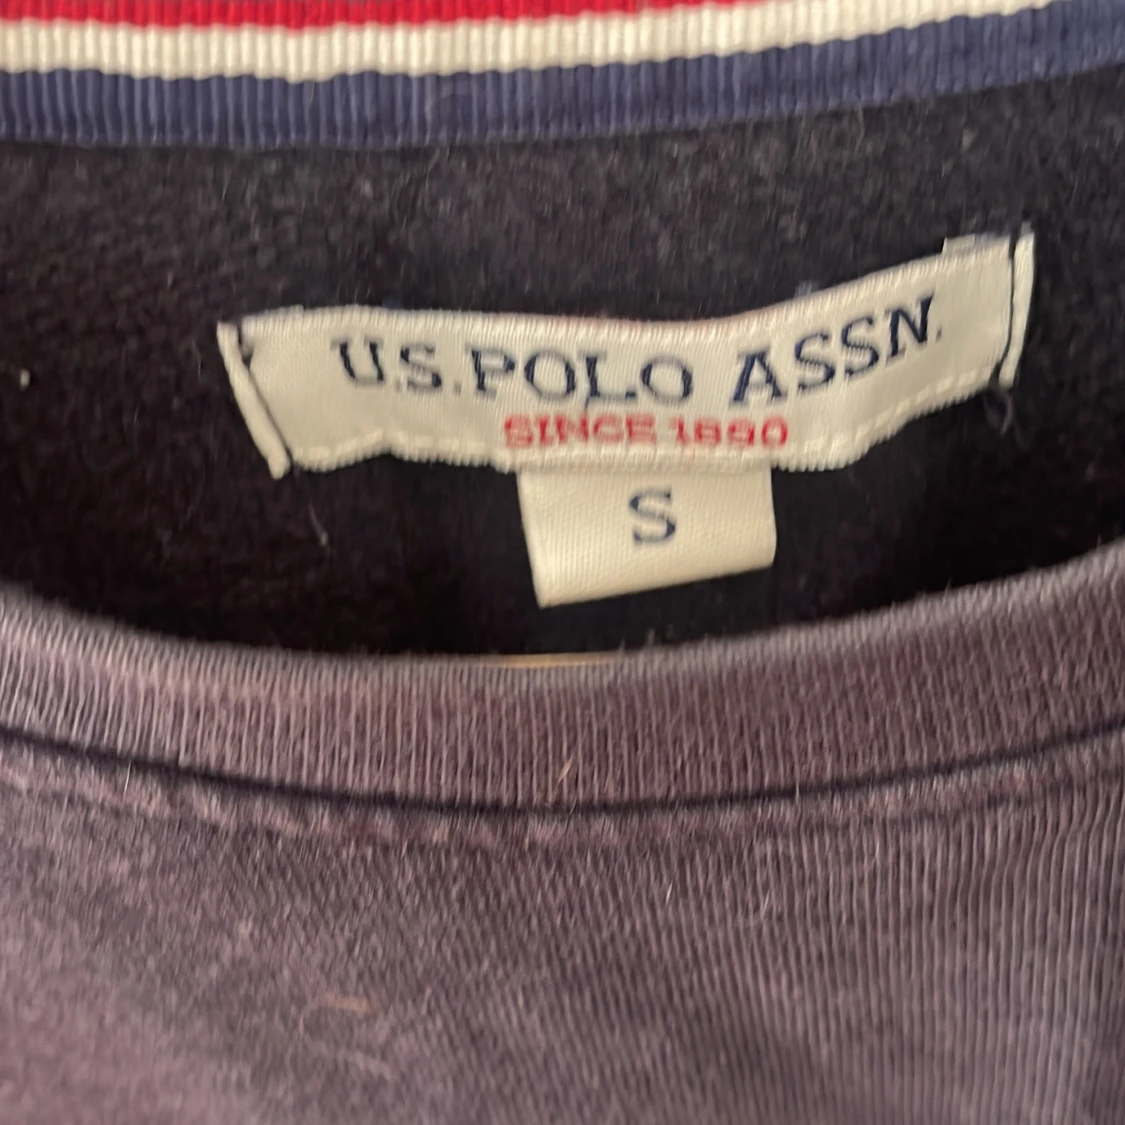 U.S. POLO ASSN.
SINCE 1890
S